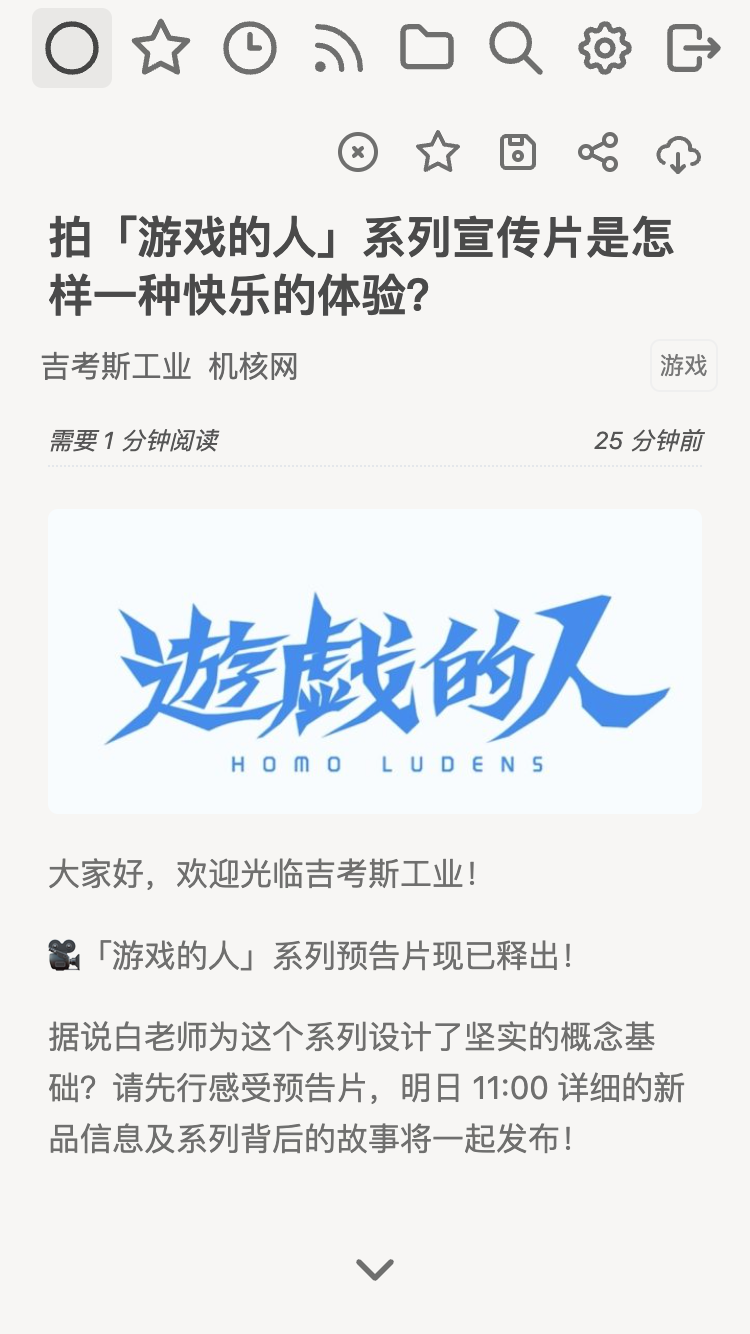 拍「游戏的人」系列宣传片是怎
样一种快乐的体验?
吉考斯工业 机核网
游戏
需要 1 分钟阅读
25 分钟前
遊戲的人
HOMO LUDENS
大家好，欢迎光临吉考斯工业！
🎥「游戏的人」系列预告片现已释出！
据说白老师为这个系列设计了坚实的概念基
础？请先行感受预告片，明日 11:00 详细的新
品信息及系列背后的故事将一起发布！